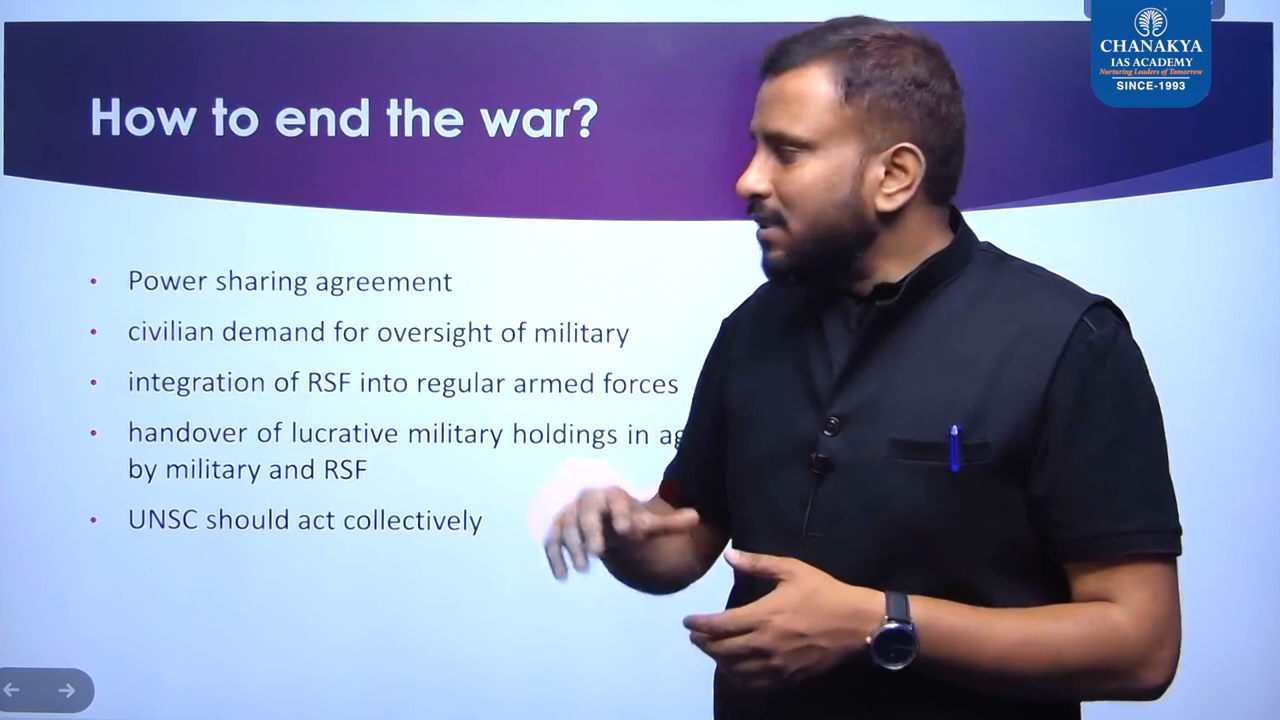 CHANAKYA
IAS ACADEMY
Nurturing Leaders of Tomorrow
SINCE-1993
How to end the war?
• Power sharing agreement
• civilian demand for oversight of military
• integration of RSF into regular armed forces
• handover of lucrative military holdings in
by military and RSF
• UNSC should act collectively